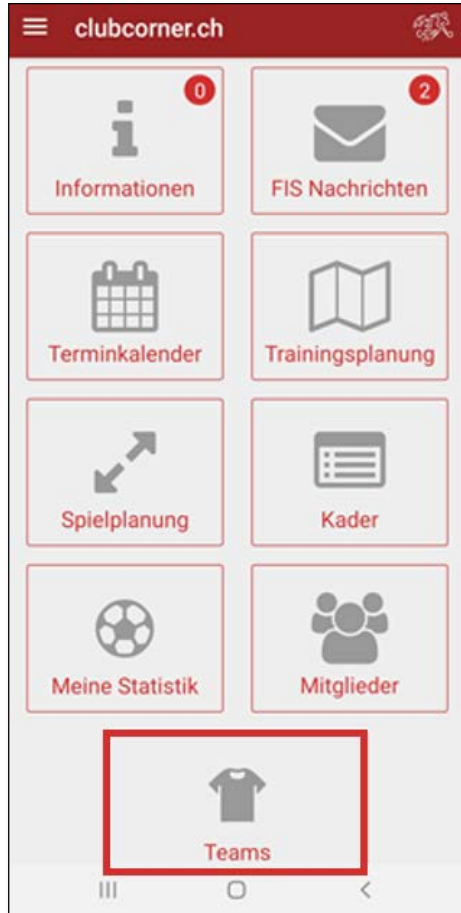 clubcorner.ch
0
2
Informationen
FIS Nachrichten
Terminkalender
Trainingsplanung
Spielplanung
Kader
Meine Statistik
Mitglieder
Teams